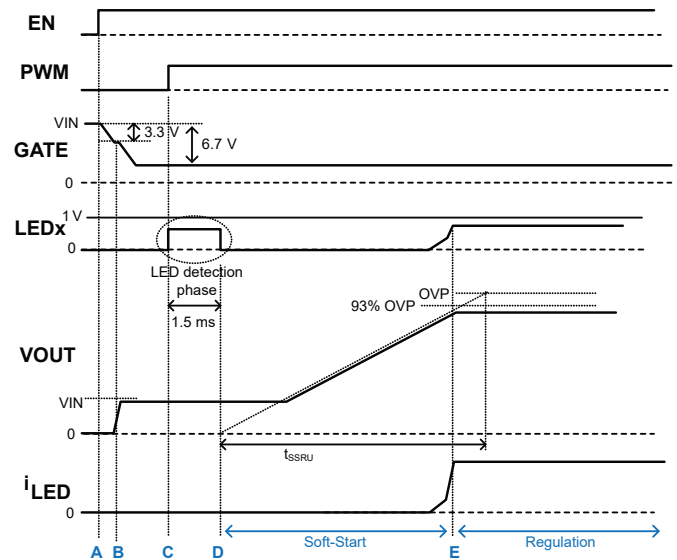 EN
PWM
VIN
3.3 V
6.7 V
GATE
0
1 V
LEDx
0
LED detection
phase
1.5 ms
OVP
93% OVP
VOUT
VIN
0
tSSRU
iLED
0
Soft-Start
Regulation
A B C D E